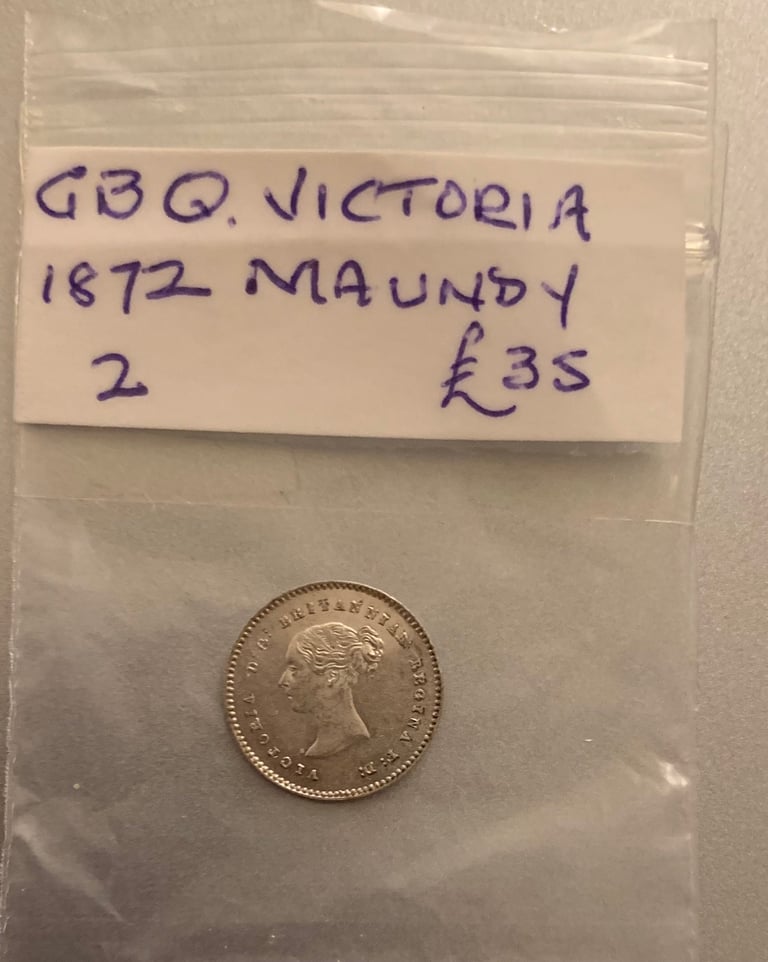 GB Q. VICTORIA
1872 MAUNDY
2 £35
VICTORIA D: G: BRITANNIAR: REGINA F: D: